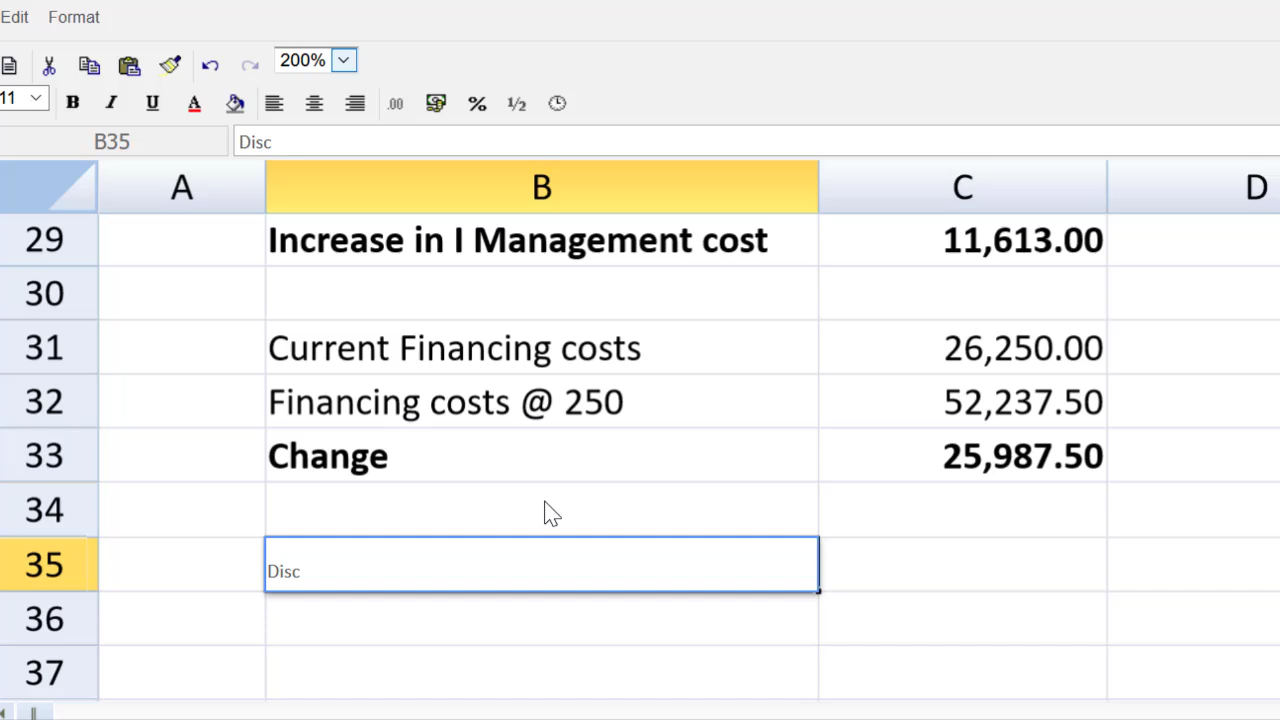 Edit Format
200%
11 B I U A .00 % 1/2
B35 Disc
A B C D
29 Increase in I Management cost 11,613.00
30
31 Current Financing costs 26,250.00
32 Financing costs @ 250 52,237.50
33 Change 25,987.50
34
35 Disc
36
37